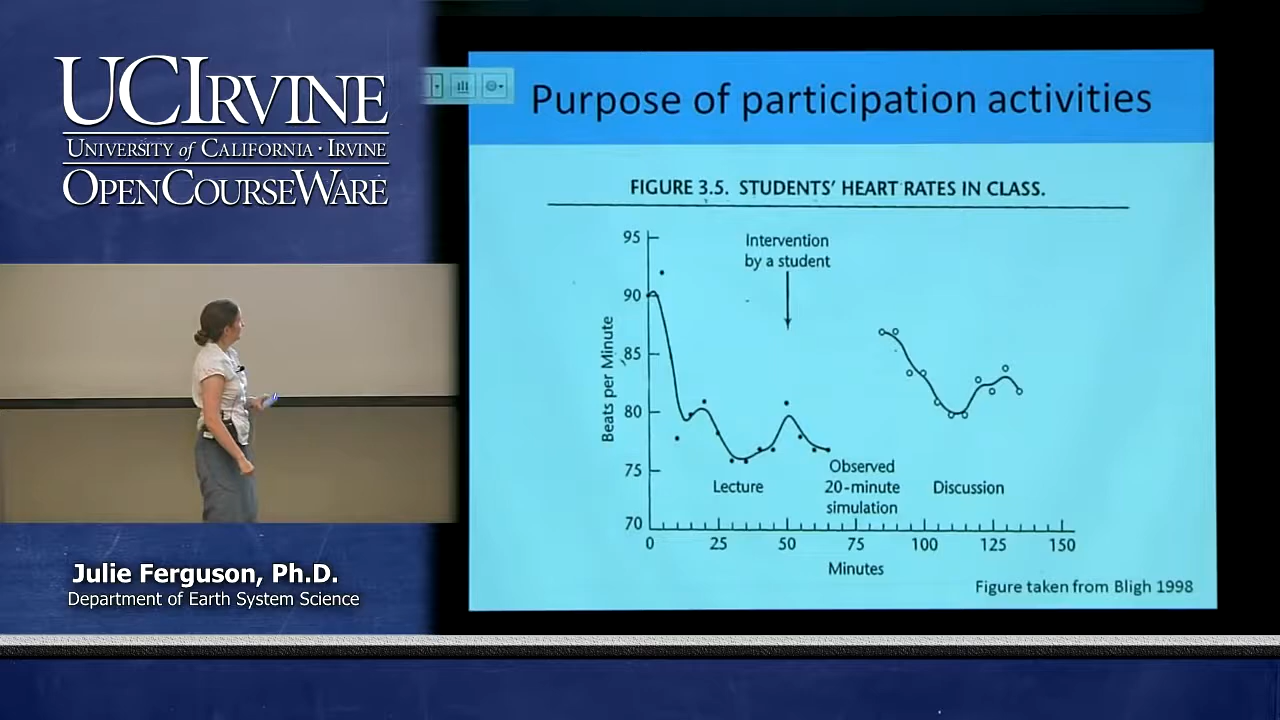 UCIRVINE
UNIVERSITY of CALIFORNIA · IRVINE
OPENCOURSEWARE
Julie Ferguson, Ph.D.
Department of Earth System Science
Purpose of participation activities
FIGURE 3.5. STUDENTS' HEART RATES IN CLASS.
Intervention
by a student
Beats per Minute
95
90
85
80
75
70
Lecture
Observed
20-minute
simulation
Discussion
0 25 50 75 100 125 150
Minutes
Figure taken from Bligh 1998